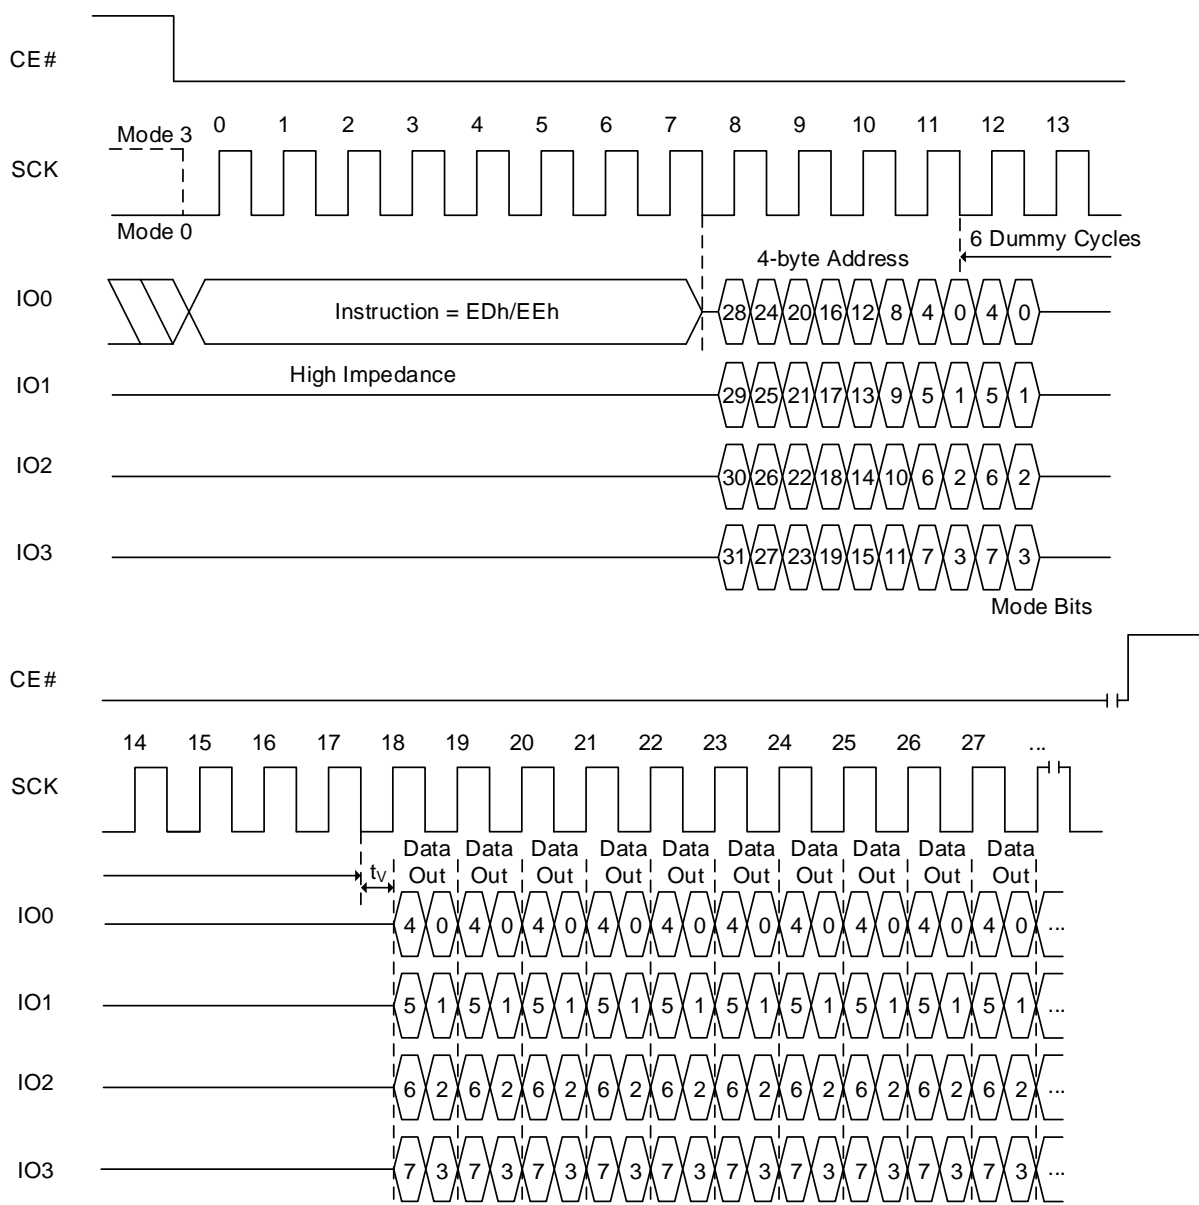 CE#
Mode 3 0 1 2 3 4 5 6 7 8 9 10 11 12 13
SCK
Mode 0
6 Dummy Cycles
4-byte Address
IO0 Instruction = EDh/EEh 28 24 20 16 12 8 4 0 4 0
High Impedance
IO1 29 25 21 17 13 9 5 1 5 1
IO2 30 26 22 18 14 10 6 2 6 2
IO3 31 27 23 19 15 11 7 3 7 3
Mode Bits
CE#
14 15 16 17 18 19 20 21 22 23 24 25 26 27 ...
SCK
Data Data Data Data Data Data Data Data Data Data
tV Out Out Out Out Out Out Out Out Out Out
IO0 4 0 4 0 4 0 4 0 4 0 4 0 4 0 4 0 4 0 4 0 ...
IO1 5 1 5 1 5 1 5 1 5 1 5 1 5 1 5 1 5 1 5 1 ...
IO2 6 2 6 2 6 2 6 2 6 2 6 2 6 2 6 2 6 2 6 2 ...
IO3 7 3 7 3 7 3 7 3 7 3 7 3 7 3 7 3 7 3 7 3 ...